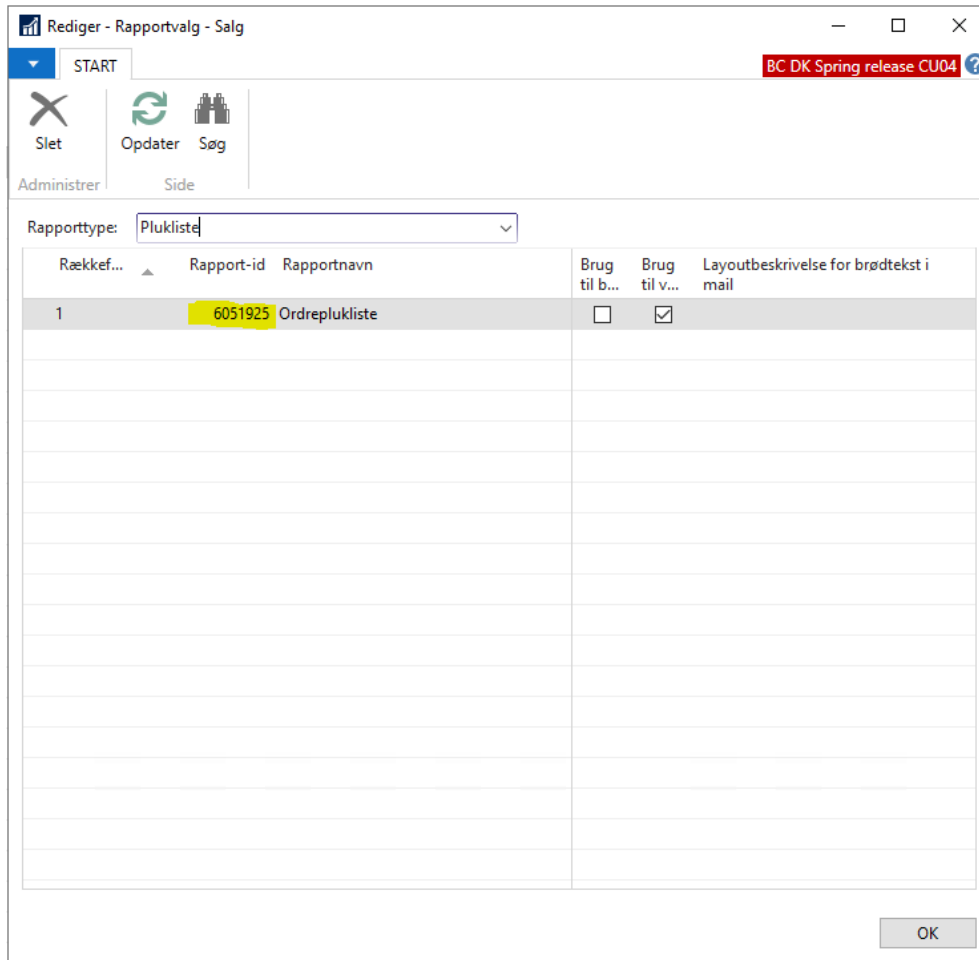 Rediger - Rapportvalg - Salg
START
BC DK Spring release CU04
?
Slet
Opdater
Søg
Administrer
Side
Rapporttype:
Plukliste
Rækkef...
Rapport-id
Rapportnavn
Brug til b...
Brug til v...
Layoutbeskrivelse for brødtekst i mail
1
6051925
Ordreplukliste
OK